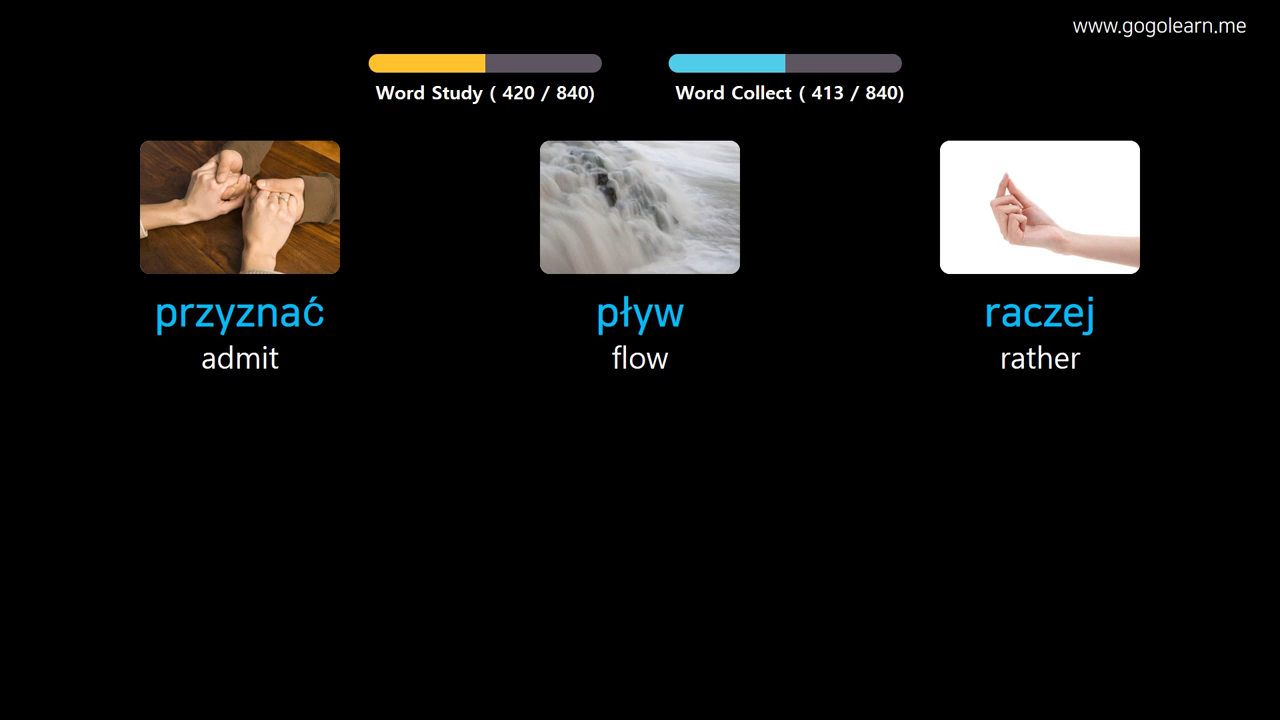 www.gogolearn.me
Word Study ( 420 / 840)
Word Collect ( 413 / 840)
przyznać
admit
pływ
flow
raczej
rather